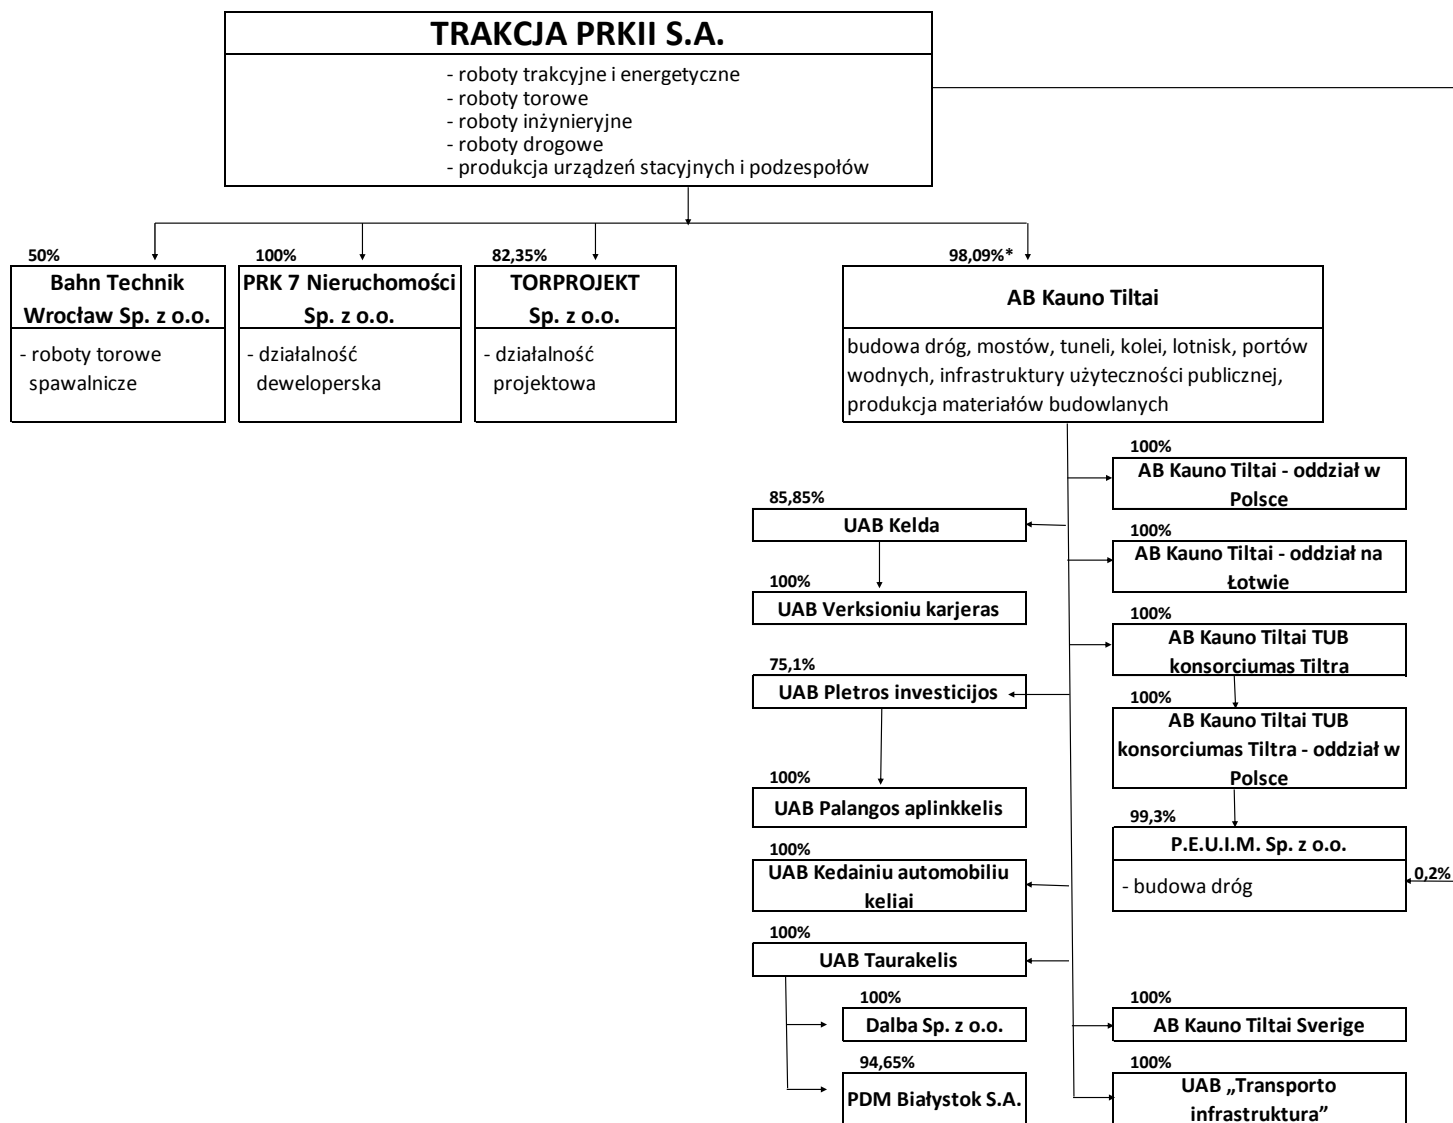 TRAKCJA PRKII S.A.
- roboty trakcyjne i energetyczne
- roboty torowe
- roboty inżynieryjne
- roboty drogowe
- produkcja urządzeń stacyjnych i podzespołów
50%
Bahn Technik
Wrocław Sp. z o.o.
- roboty torowe
spawalnicze
100%
PRK 7 Nieruchomości
Sp. z o.o.
- działalność
deweloperska
82,35%
TORPROJEKT
Sp. z o.o.
- działalność
projektowa
98,09%*
AB Kauno Tiltai
budowa dróg, mostów, tuneli, kolei, lotnisk, portów
wodnych, infrastruktury użyteczności publicznej,
produkcja materiałów budowlanych
85,85%
UAB Kelda
100%
UAB Verksioniu karjeras
75,1%
UAB Pletros investicijos
100%
UAB Palangos aplinkkelis
100%
UAB Kedainiu automobiliu
keliai
100%
UAB Taurakelis
100%
Dalba Sp. z o.o.
94,65%
PDM Białystok S.A.
100%
AB Kauno Tiltai - oddział w
Polsce
100%
AB Kauno Tiltai - oddział na
Łotwie
100%
AB Kauno Tiltai TUB
konsorciumas Tiltra
100%
AB Kauno Tiltai TUB
konsorciumas Tiltra - oddział w
Polsce
99,3%
P.E.U.I.M. Sp. z o.o.
- budowa dróg
0,2%
100%
AB Kauno Tiltai Sverige
100%
UAB „Transporto
infrastruktura”